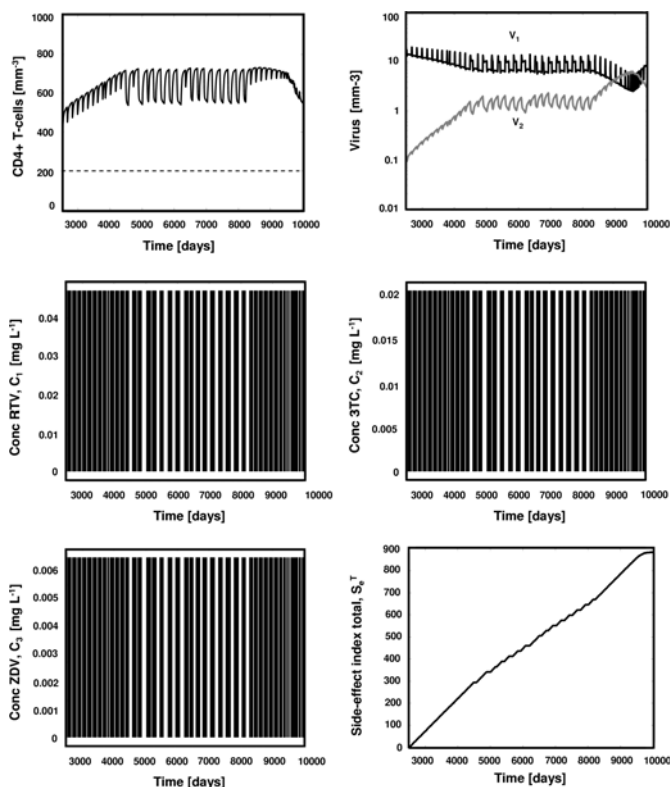 1000
800
600
400
200
0
CD4+ T-cells [mm⁻³]
3000 4000 5000 6000 7000 8000 9000 10000
Time [days]
100
10
1
0.1
0.01
Virus [mm-3]
V₁
V₂
3000 4000 5000 6000 7000 8000 9000 10000
Time [days]
0.04
0.03
0.02
0.01
0
Conc RTV, C₁ [mg L⁻¹]
3000 4000 5000 6000 7000 8000 9000 10000
Time [days]
0.02
0.015
0.01
0.005
0
Conc 3TC, C₂ [mg L⁻¹]
3000 4000 5000 6000 7000 8000 9000 10000
Time [days]
0.006
0.005
0.004
0.003
0.002
0.001
0
Conc ZDV, C₃ [mg L⁻¹]
3000 4000 5000 6000 7000 8000 9000 10000
Time [days]
900
800
700
600
500
400
300
200
100
0
Side-effect index total, Sₑᵀ
3000 4000 5000 6000 7000 8000 9000 10000
Time [days]